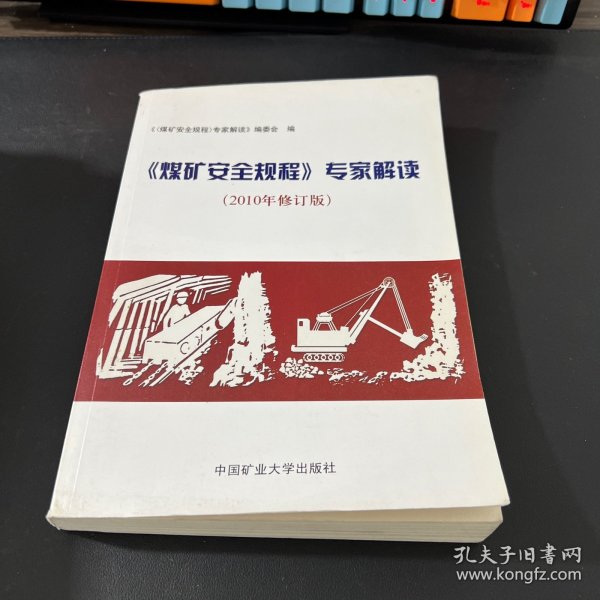 《〈煤矿安全规程〉专家解读》编委会 编
《煤矿安全规程》专家解读
(2010年修订版)
中国矿业大学出版社
孔夫子旧书网
www.kongfz.com